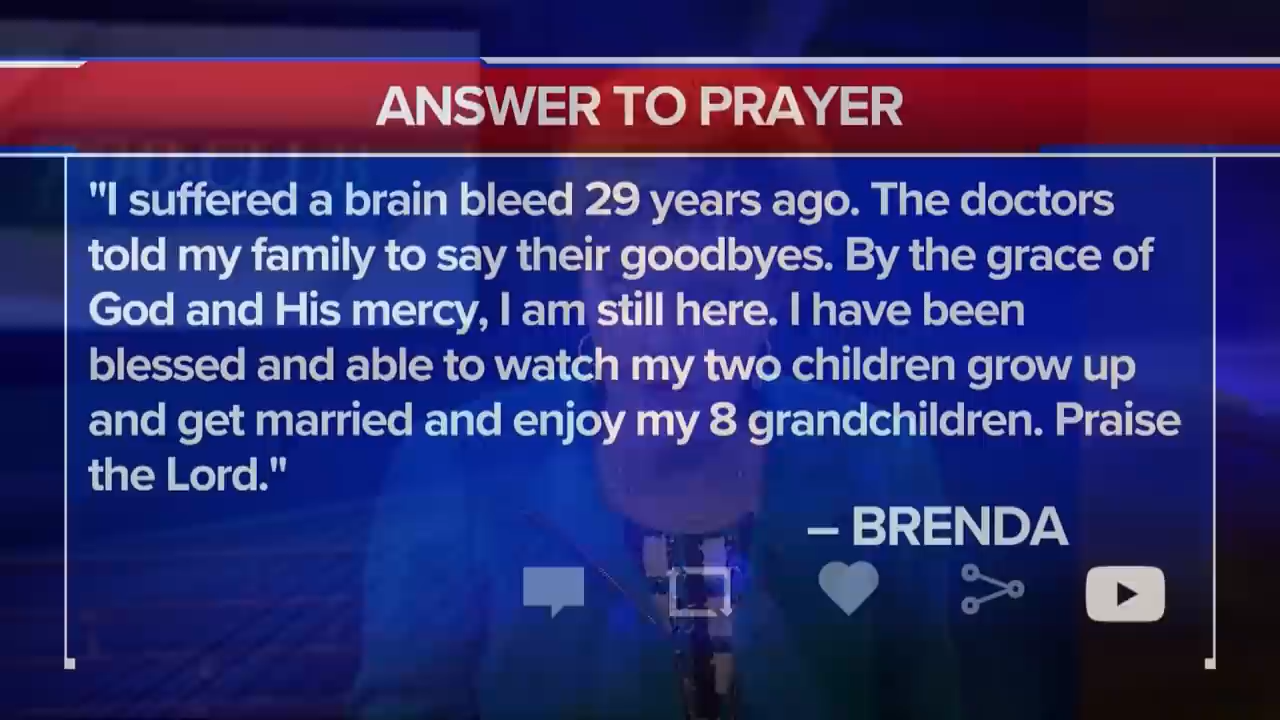 ANSWER TO PRAYER
"I suffered a brain bleed 29 years ago. The doctors
told my family to say their goodbyes. By the grace of
God and His mercy, I am still here. I have been
blessed and able to watch my two children grow up
and get married and enjoy my 8 grandchildren. Praise
the Lord."
– BRENDA